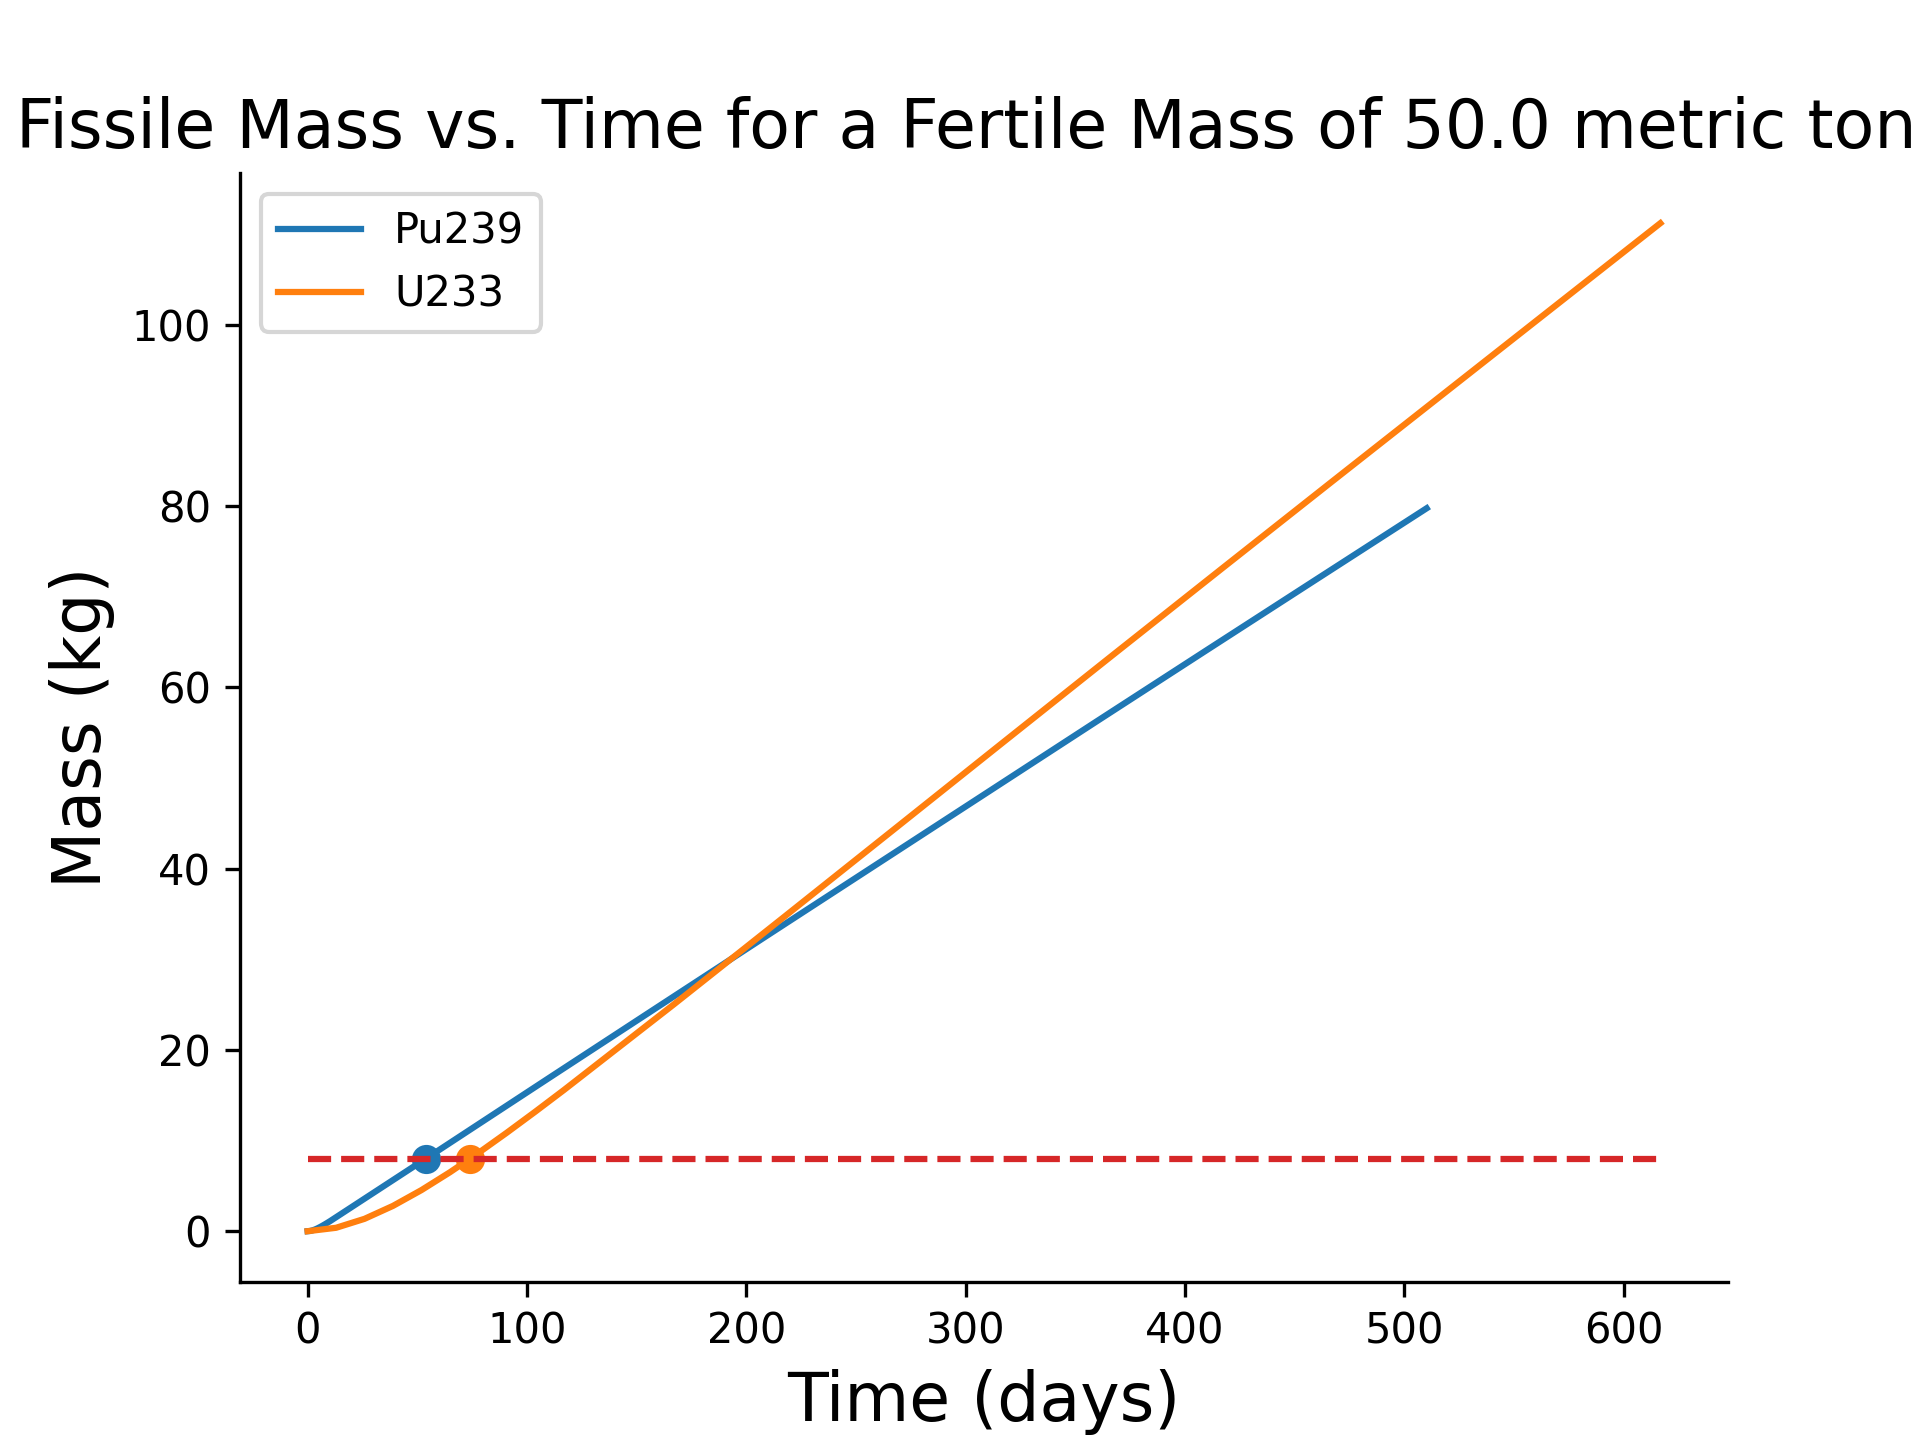 Fissile Mass vs. Time for a Fertile Mass of 50.0 metric ton
Pu239
U233
100
80
60
40
20
0
Mass (kg)
0 100 200 300 400 500 600
Time (days)